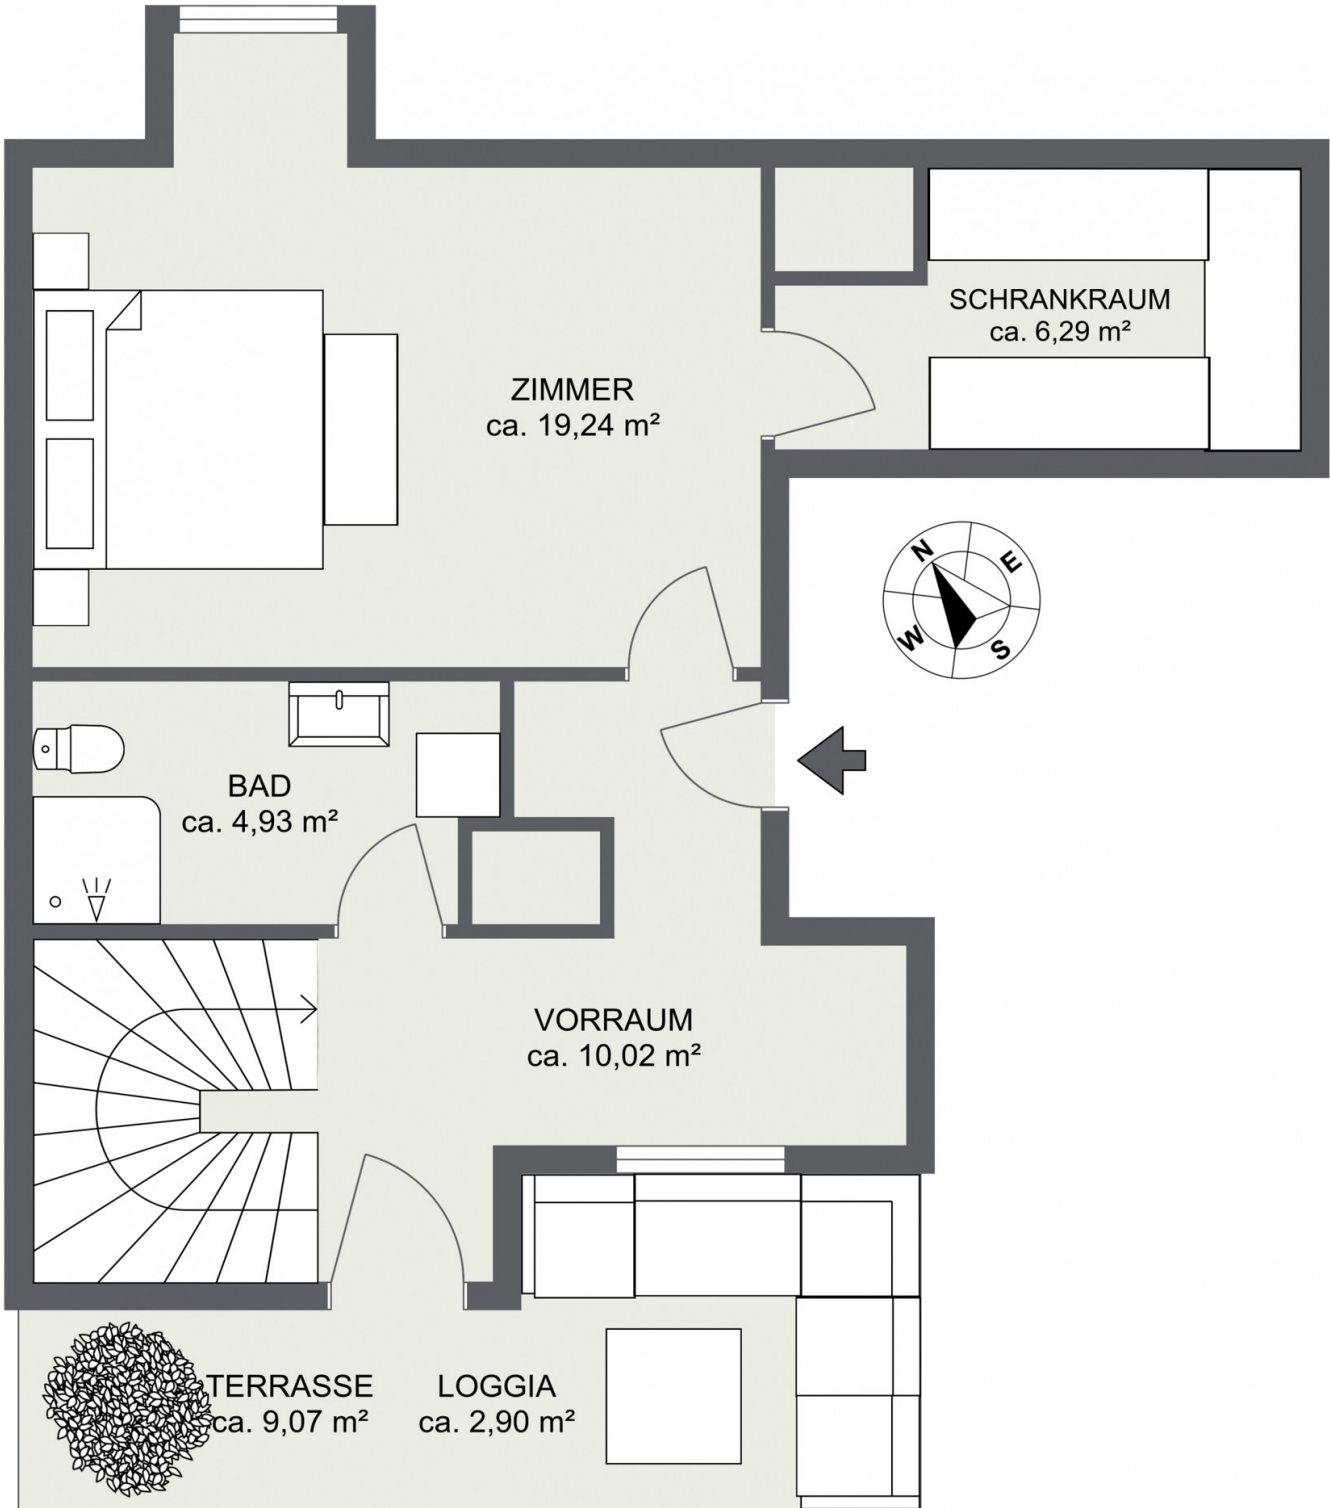 SCHRANKRAUM
ca. 6,29 m²
ZIMMER
ca. 19,24 m²
N
E
W
S
BAD
ca. 4,93 m²
VORRAUM
ca. 10,02 m²
TERRASSE
ca. 9,07 m²
LOGGIA
ca. 2,90 m²